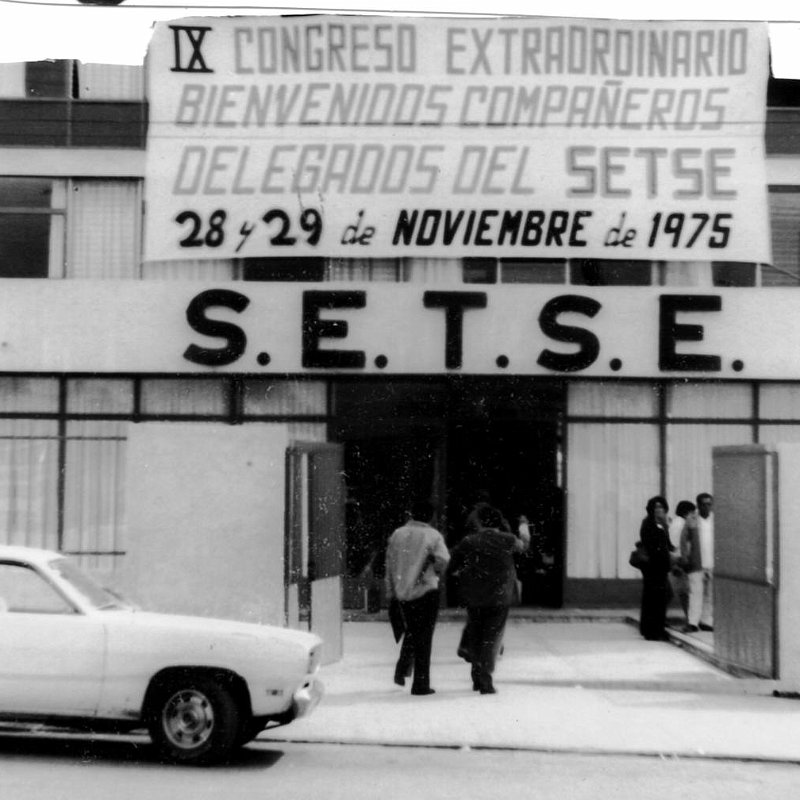 IX CONGRESO EXTRAORDINARIO
BIENVENIDOS COMPAÑEROS
DELEGADOS DEL SETSE
28 y 29 de NOVIEMBRE de 1975
S.E.T.S.E.